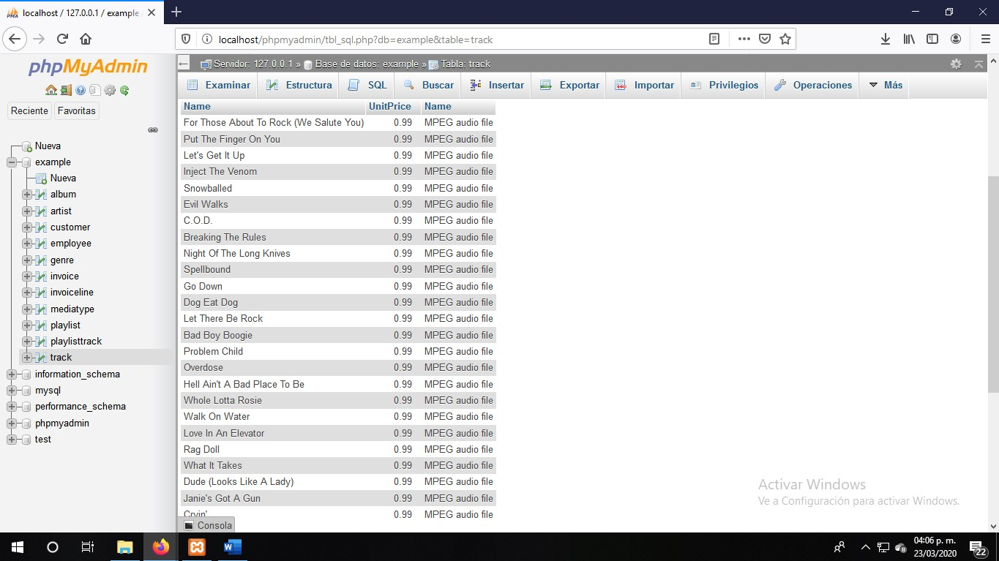 localhost / 127.0.0.1 / example
localhost/phpmyadmin/tbl_sql.php?db=example&table=track
phpMyAdmin
Reciente
Favoritas
Nueva
example
Nueva
album
artist
customer
employee
genre
invoice
invoiceline
mediatype
playlist
playlisttrack
track
information_schema
mysql
performance_schema
phpmyadmin
test
Servidor: 127.0.0.1 » Base de datos: example » Tabla: track
Examinar Estructura SQL Buscar Insertar Exportar Importar Privilegios Operaciones Más
Name UnitPrice Name
For Those About To Rock (We Salute You) 0.99 MPEG audio file
Put The Finger On You 0.99 MPEG audio file
Let's Get It Up 0.99 MPEG audio file
Inject The Venom 0.99 MPEG audio file
Snowballed 0.99 MPEG audio file
Evil Walks 0.99 MPEG audio file
C.O.D. 0.99 MPEG audio file
Breaking The Rules 0.99 MPEG audio file
Night Of The Long Knives 0.99 MPEG audio file
Spellbound 0.99 MPEG audio file
Go Down 0.99 MPEG audio file
Dog Eat Dog 0.99 MPEG audio file
Let There Be Rock 0.99 MPEG audio file
Bad Boy Boogie 0.99 MPEG audio file
Problem Child 0.99 MPEG audio file
Overdose 0.99 MPEG audio file
Hell Ain't A Bad Place To Be 0.99 MPEG audio file
Whole Lotta Rosie 0.99 MPEG audio file
Walk On Water 0.99 MPEG audio file
Love In An Elevator 0.99 MPEG audio file
Rag Doll 0.99 MPEG audio file
What It Takes 0.99 MPEG audio file
Dude (Looks Like A Lady) 0.99 MPEG audio file
Janie's Got A Gun 0.99 MPEG audio file
Cryin' 0.99 MPEG audio file
Consola
Activar Windows
Ve a Configuración para activar Windows.
04:06 p. m.
23/03/2020
22